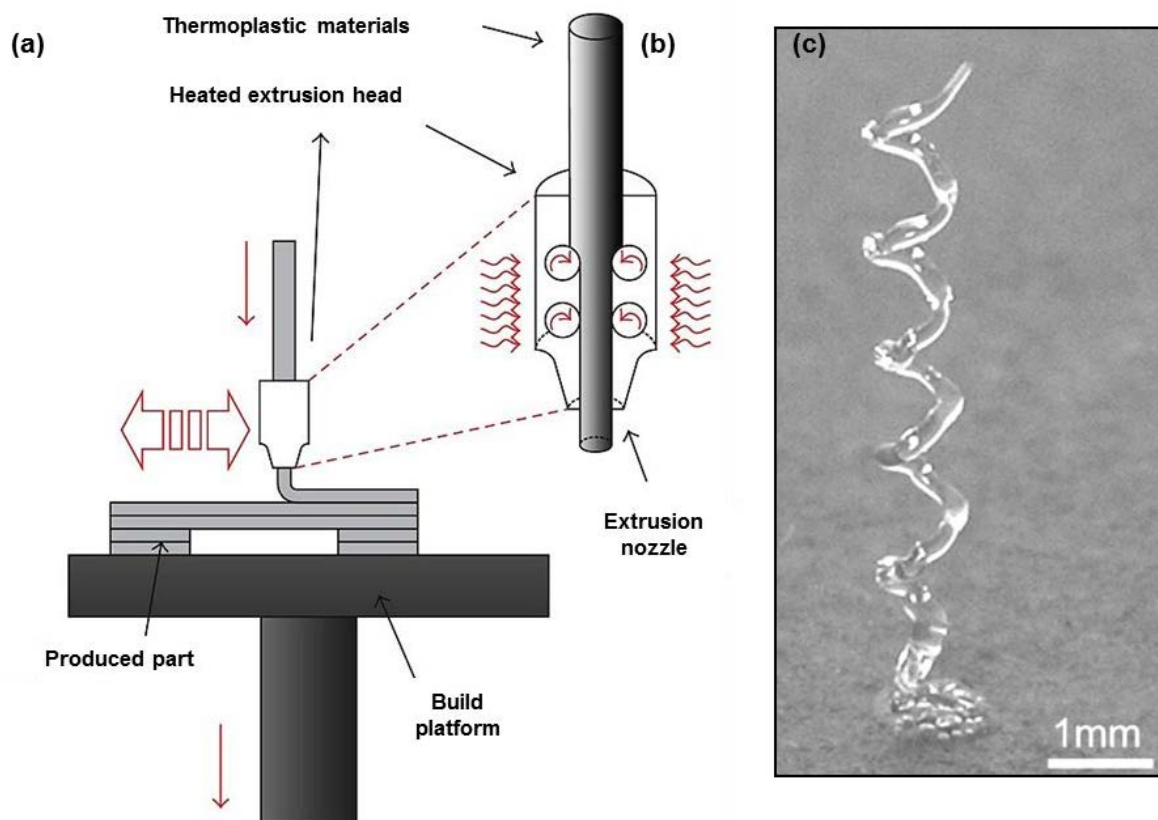 (a)
Thermoplastic materials
(b)
Heated extrusion head
Extrusion
nozzle
Produced part
Build
platform
(c)
1mm